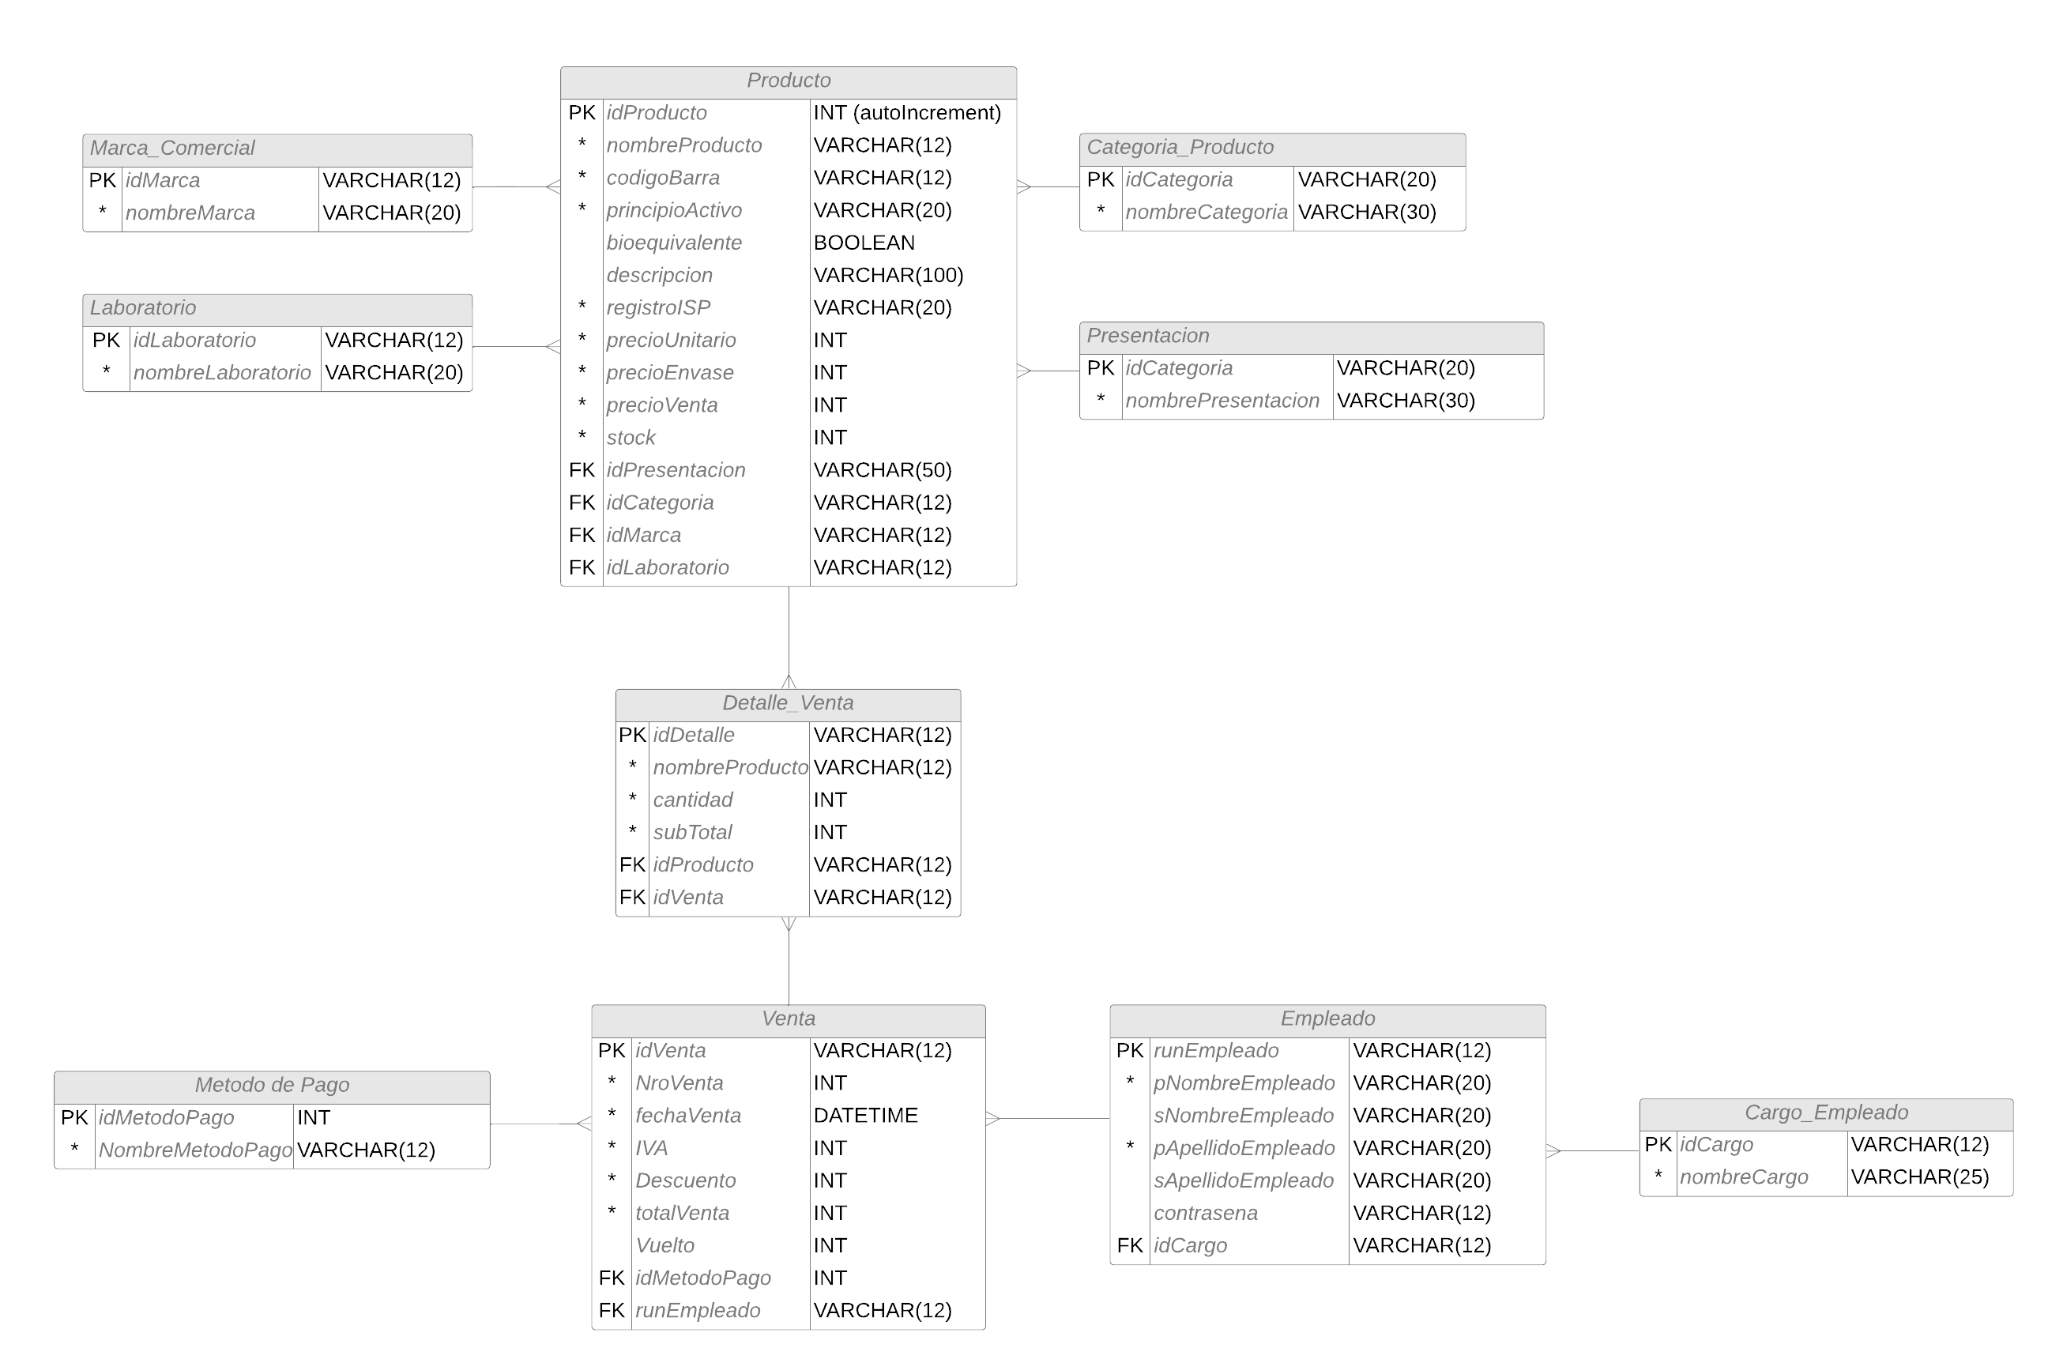 Producto
PK idProducto INT (autoIncrement)
* nombreProducto VARCHAR(12)
* codigoBarra VARCHAR(12)
* principioActivo VARCHAR(20)
bioequivalente BOOLEAN
descripcion VARCHAR(100)
* registroISP VARCHAR(20)
* precioUnitario INT
* precioEnvase INT
* precioVenta INT
* stock INT
FK idPresentacion VARCHAR(50)
FK idCategoria VARCHAR(12)
FK idMarca VARCHAR(12)
FK idLaboratorio VARCHAR(12)
Marca_Comercial
PK idMarca VARCHAR(12)
* nombreMarca VARCHAR(20)
Laboratorio
PK idLaboratorio VARCHAR(12)
* nombreLaboratorio VARCHAR(20)
Categoria_Producto
PK idCategoria VARCHAR(20)
* nombreCategoria VARCHAR(30)
Presentacion
PK idCategoria VARCHAR(20)
* nombrePresentacion VARCHAR(30)
Detalle_Venta
PK idDetalle VARCHAR(12)
* nombreProducto VARCHAR(12)
* cantidad INT
* subTotal INT
FK idProducto VARCHAR(12)
FK idVenta VARCHAR(12)
Venta
PK idVenta VARCHAR(12)
* NroVenta INT
* fechaVenta DATETIME
* IVA INT
* Descuento INT
* totalVenta INT
Vuelto INT
FK idMetodoPago INT
FK runEmpleado VARCHAR(12)
Metodo de Pago
PK idMetodoPago INT
* NombreMetodoPago VARCHAR(12)
Empleado
PK runEmpleado VARCHAR(12)
* pNombreEmpleado VARCHAR(20)
sNombreEmpleado VARCHAR(20)
* pApellidoEmpleado VARCHAR(20)
sApellidoEmpleado VARCHAR(20)
contrasena VARCHAR(12)
FK idCargo VARCHAR(12)
Cargo_Empleado
PK idCargo VARCHAR(12)
* nombreCargo VARCHAR(25)